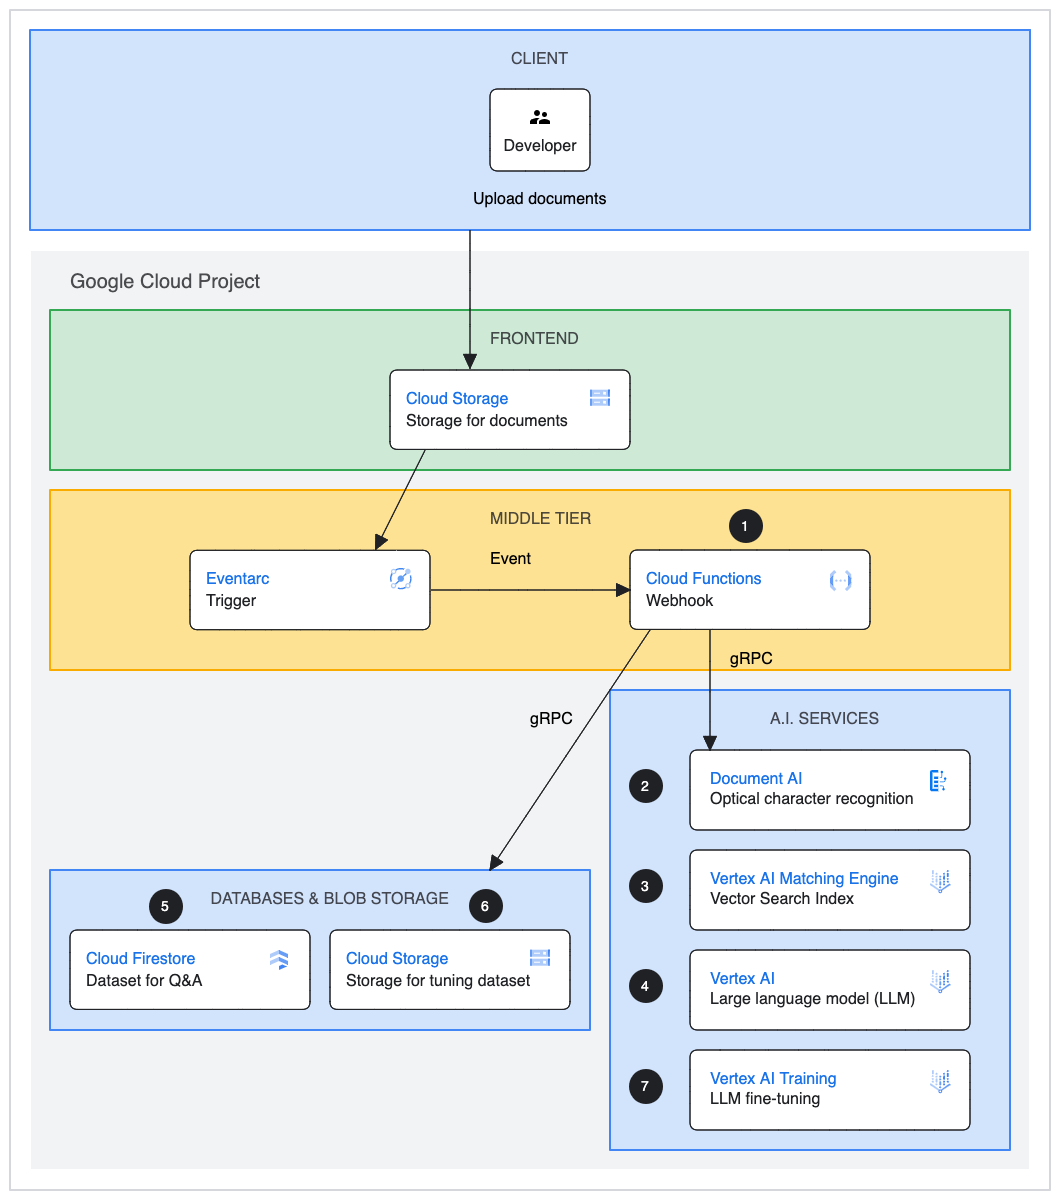 CLIENT
Developer
Upload documents
Google Cloud Project
FRONTEND
Cloud Storage
Storage for documents
MIDDLE TIER
1
Event
Eventarc
Trigger
Cloud Functions
Webhook
gRPC
gRPC
A.I. SERVICES
2
Document AI
Optical character recognition
3
Vertex AI Matching Engine
Vector Search Index
4
Vertex AI
Large language model (LLM)
7
Vertex AI Training
LLM fine-tuning
DATABASES & BLOB STORAGE
5
6
Cloud Firestore
Dataset for Q&A
Cloud Storage
Storage for tuning dataset